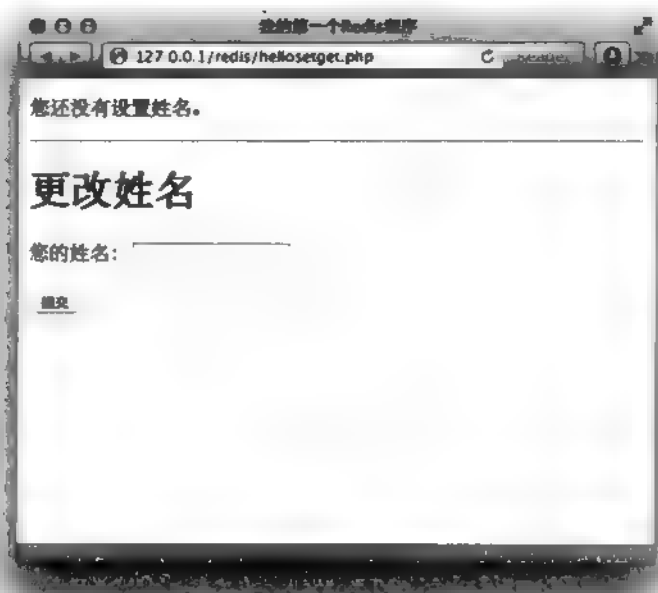 我的第一个Redis程序
127.0.0.1/redis/hellosetget.php
您还没有设置姓名。
更改姓名
您的姓名:
提交